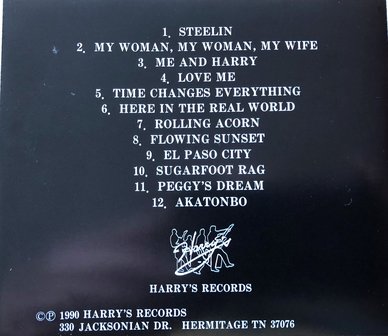 1. STEELIN
2. MY WOMAN, MY WOMAN, MY WIFE
3. ME AND HARRY
4. LOVE ME
5. TIME CHANGES EVERYTHING
6. HERE IN THE REAL WORLD
7. ROLLING ACORN
8. FLOWING SUNSET
9. EL PASO CITY
10. SUGARFOOT RAG
11. PEGGY'S DREAM
12. AKATONBO
Harry's
HARRY'S RECORDS
©℗ 1990 HARRY'S RECORDS
330 JACKSONIAN DR. HERMITAGE TN 37076